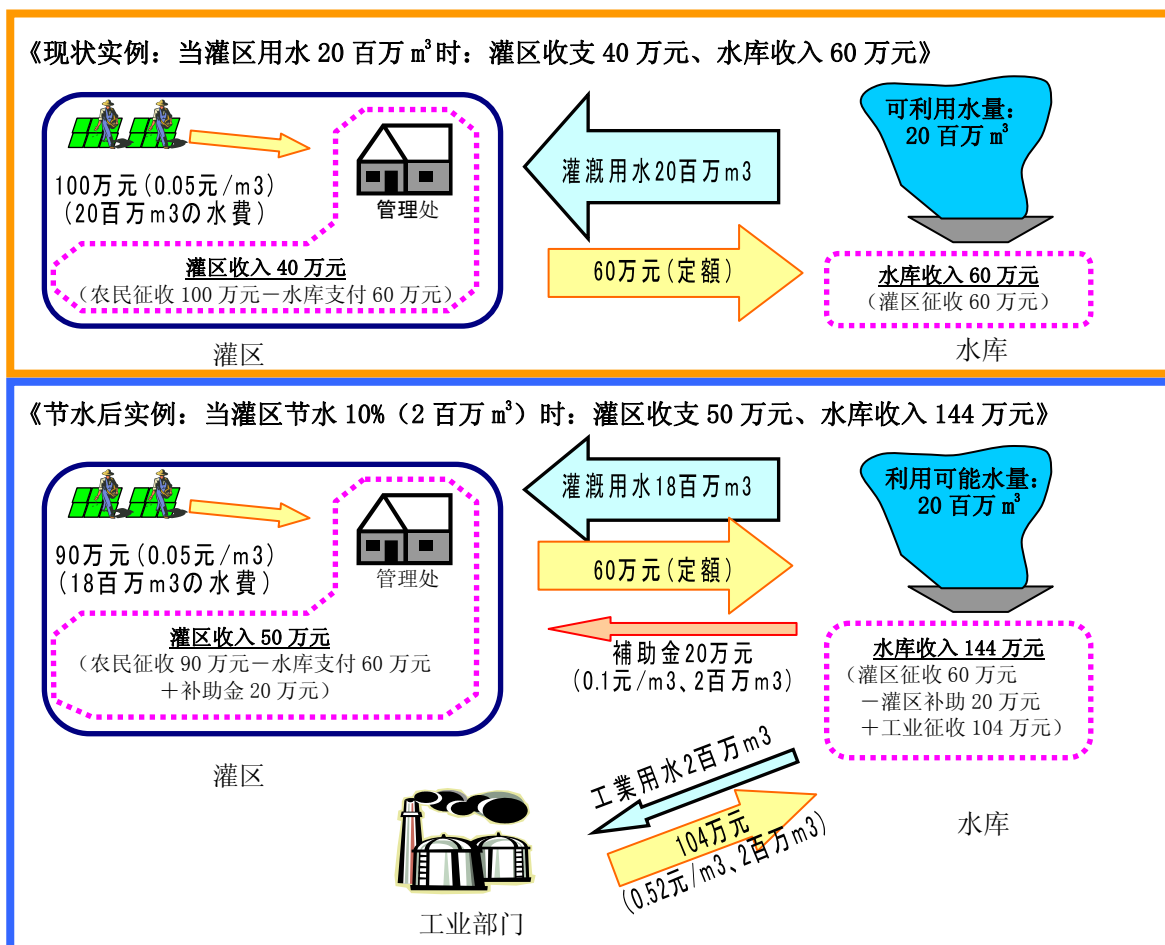 《现状实例：当灌区用水 20 百万 m³时：灌区收支 40 万元、水库收入 60 万元》
100万元(0.05元/m3)
(20百万m3の水費)
管理处
灌区收入 40 万元
（农民征收 100 万元－水库支付 60 万元）
灌区
灌溉用水20百万m3
60万元(定額)
可利用水量：
20 百万 m³
水库收入 60 万元
（灌区征收 60 万元）
水库
《节水后实例：当灌区节水 10%（2 百万 m³）时：灌区收支 50 万元、水库收入 144 万元》
90万元(0.05元/m3)
(18百万m3の水費)
管理处
灌区收入 50 万元
（农民征收 90 万元－水库支付 60 万元
＋补助金 20 万元）
灌区
灌溉用水18百万m3
60万元(定額)
補助金20万元
(0.1元/m3、2百万m3)
利用可能水量：
20 百万 m³
水库收入 144 万元
（灌区征收 60 万元
－灌区补助 20 万元
＋工业征收 104 万元）
水库
工業用水2百万m3
104万元
(0.52元/m3、2百万m3)
工业部门